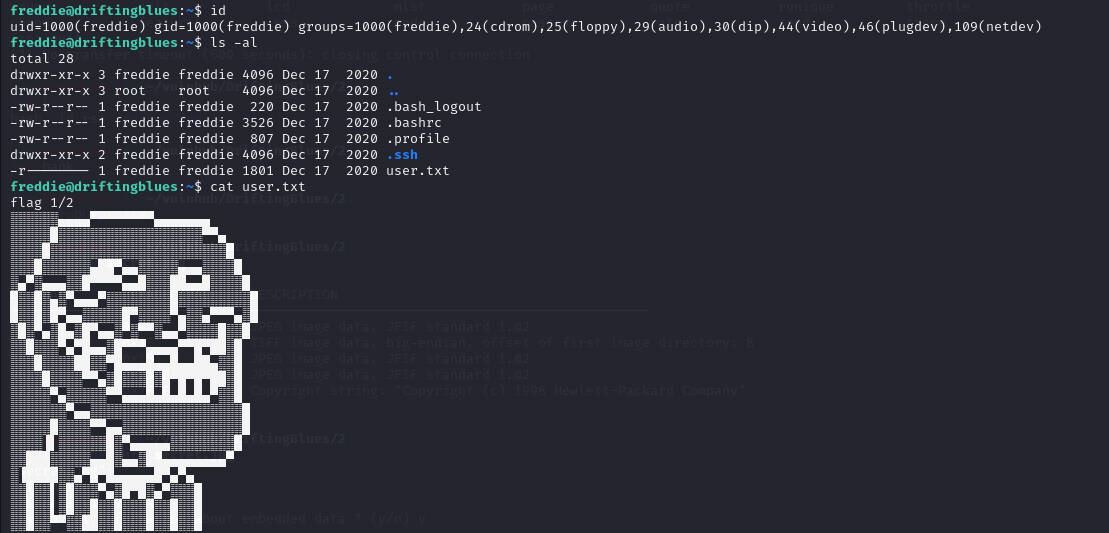 freddie@driftingblues:~$ id
uid=1000(freddie) gid=1000(freddie) groups=1000(freddie),24(cdrom),25(floppy),29(audio),30(dip),44(video),46(plugdev),109(netdev)
freddie@driftingblues:~$ ls -al
total 28
drwxr-xr-x 3 freddie freddie 4096 Dec 17  2020 .
drwxr-xr-x 3 root    root    4096 Dec 17  2020 ..
-rw-r--r-- 1 freddie freddie  220 Dec 17  2020 .bash_logout
-rw-r--r-- 1 freddie freddie 3526 Dec 17  2020 .bashrc
-rw-r--r-- 1 freddie freddie  807 Dec 17  2020 .profile
drwxr-xr-x 2 freddie freddie 4096 Dec 17  2020 .ssh
-r-------- 1 freddie freddie 1801 Dec 17  2020 user.txt
freddie@driftingblues:~$ cat user.txt
flag 1/2